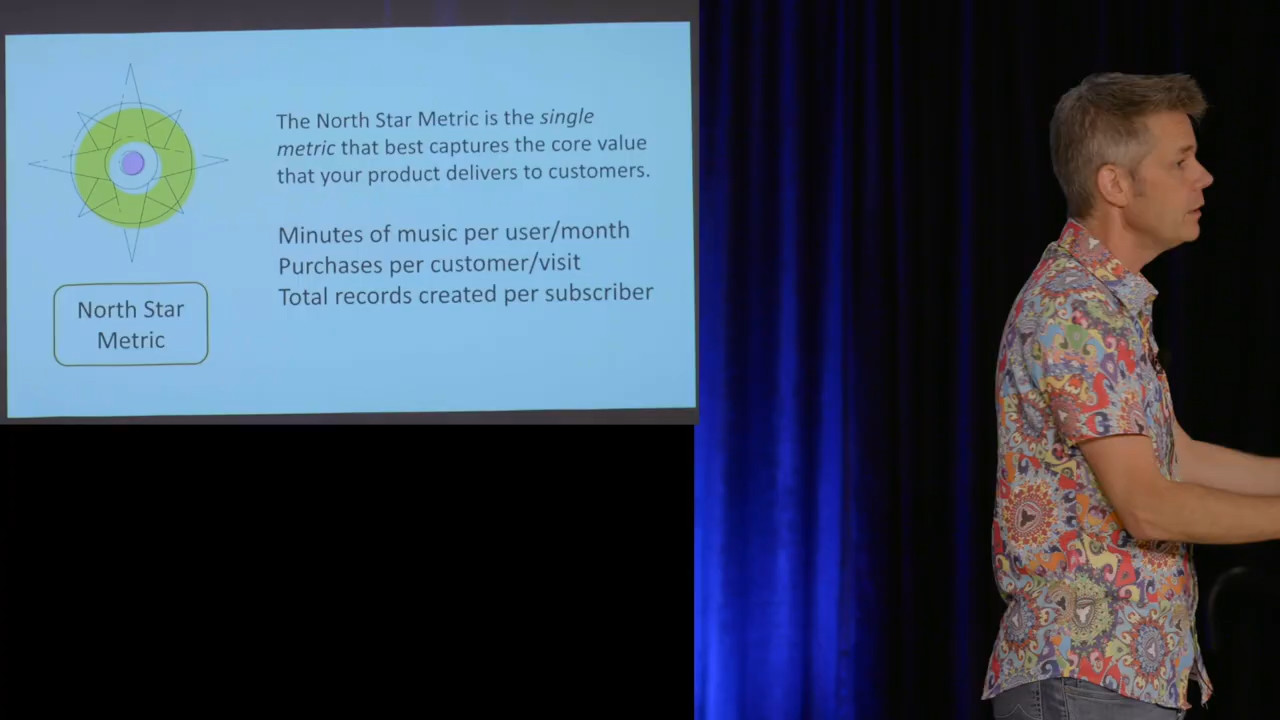 The North Star Metric is the single
metric that best captures the core value
that your product delivers to customers.
Minutes of music per user/month
Purchases per customer/visit
Total records created per subscriber
North Star
Metric